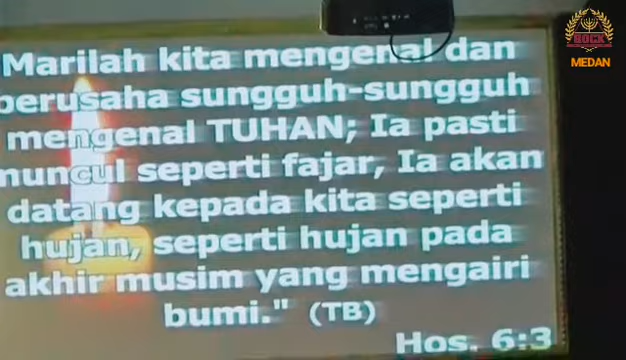 Marilah kita mengenal dan
berusaha sungguh-sungguh
mengenal TUHAN; Ia pasti
muncul seperti fajar, Ia akan
datang kepada kita seperti
hujan, seperti hujan pada
akhir musim yang mengairi
bumi." (TB)
Hos. 6:3
ROCK
MEDAN